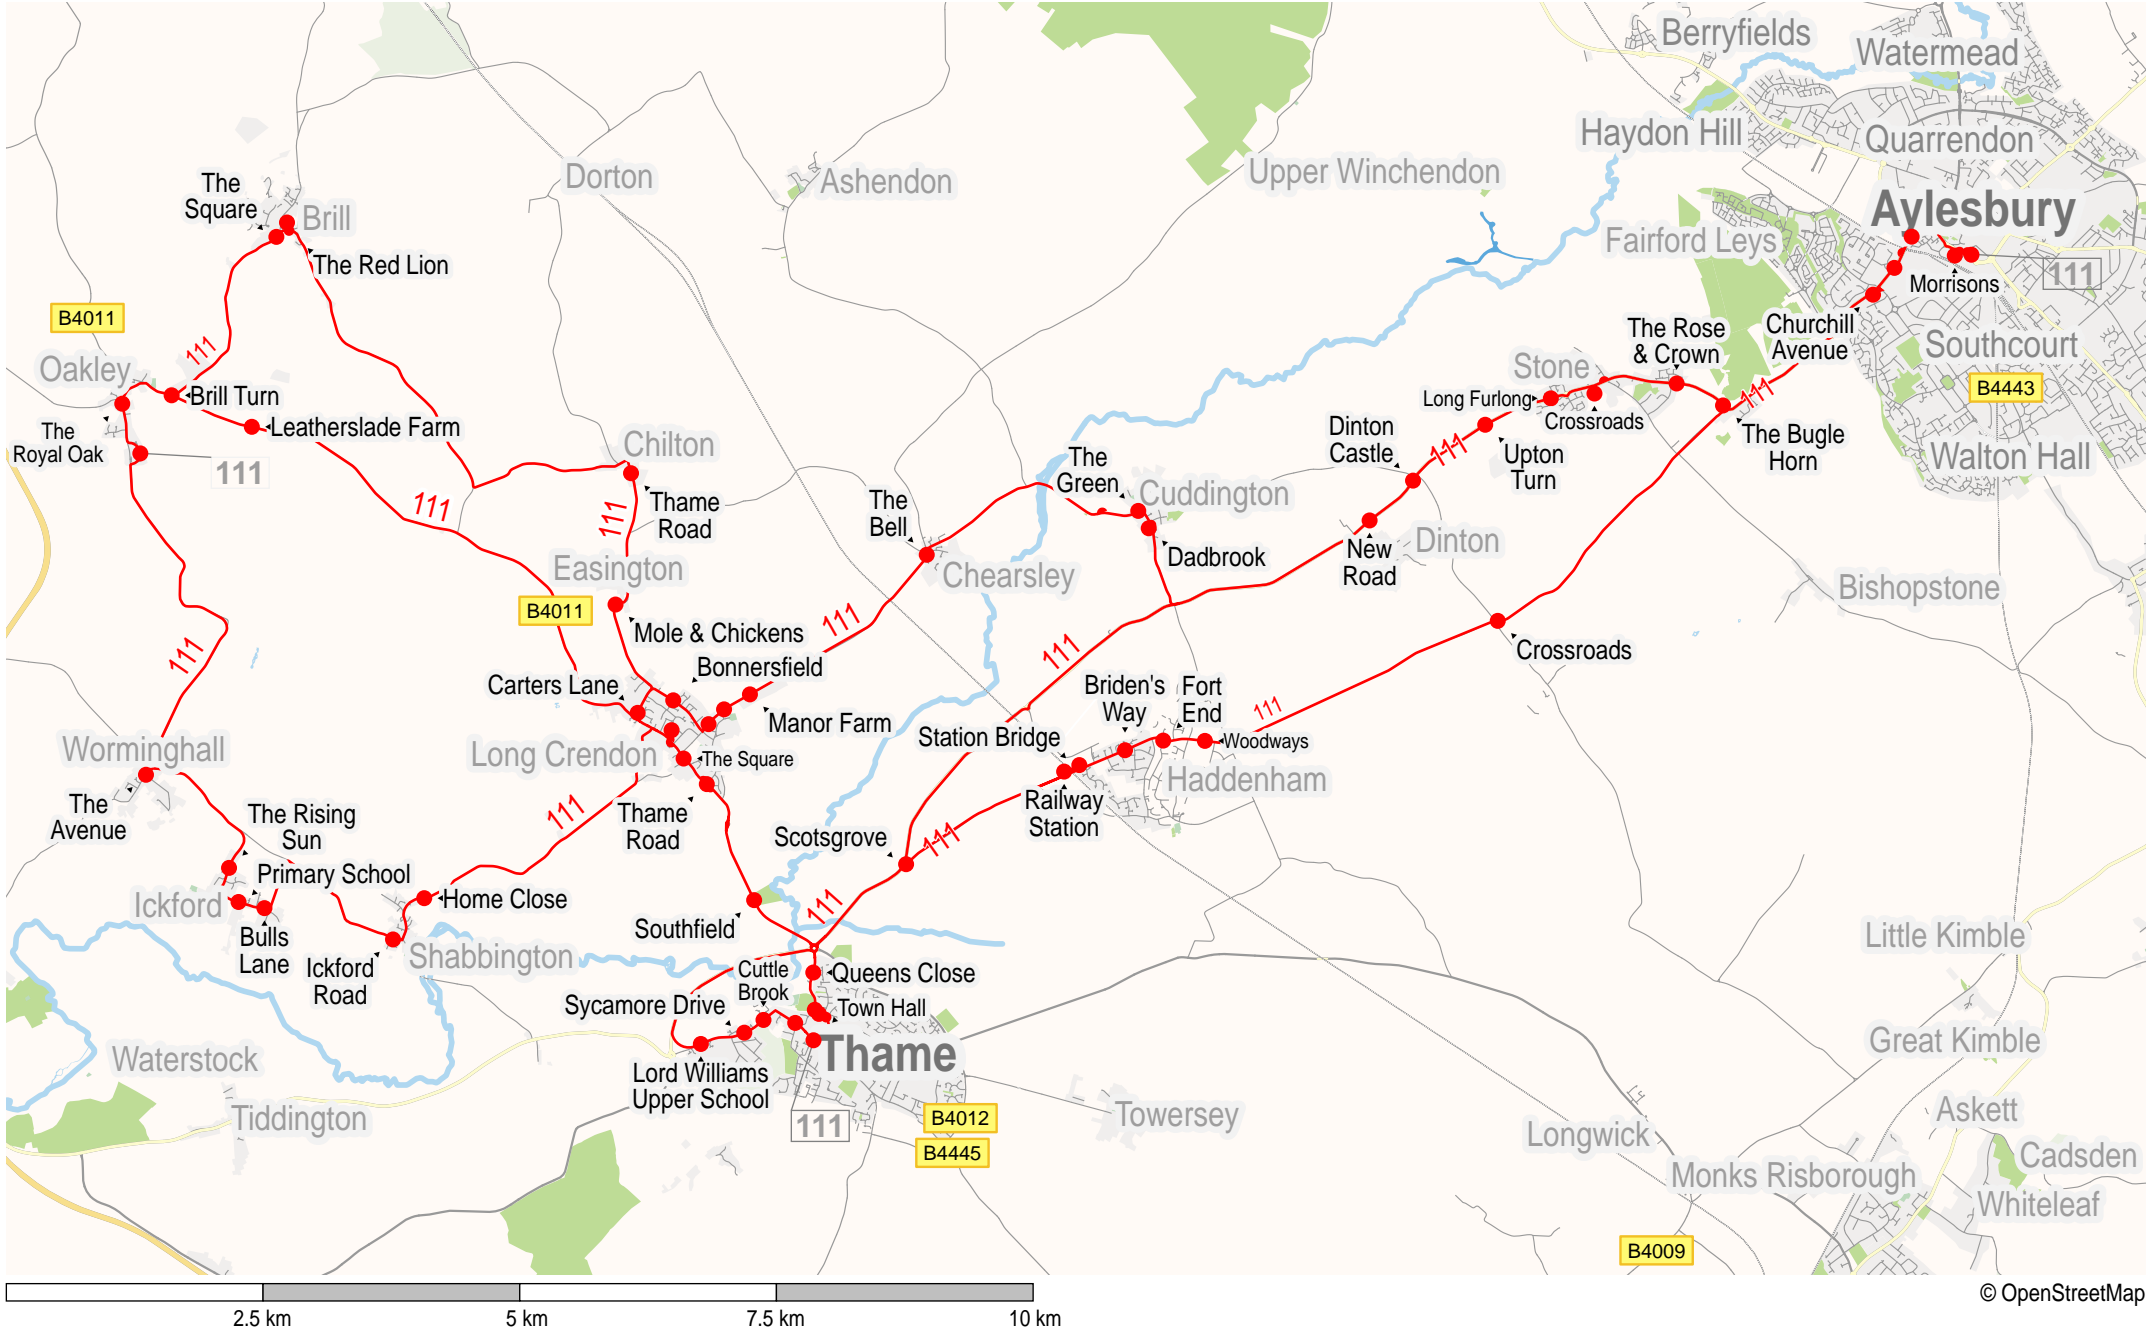 Berryfields
Watermead
Haydon Hill
Quarrendon
Dorton
Ashendon
Upper Winchendon
The
Square
Brill
Aylesbury
Fairford Leys
The Red Lion
111
Morrisons
B4011
The Rose
& Crown
Churchill
Avenue
Southcourt
111
Oakley
Stone
B4443
Brill Turn
111
Long Furlong
Crossroads
Leatherslade Farm
The
Royal Oak
Chilton
Dinton
Castle
111
The Bugle
Horn
Walton Hall
111
The
Green
Upton
Turn
111
Thame
Road
111
The
Bell
Cuddington
Easington
Chearsley
Dadbrook
New
Road
Dinton
Bishopstone
B4011
Mole & Chickens
111
111
111
Bonnersfield
Crossroads
Carters Lane
Manor Farm
Briden's
Way
Fort
End
111
Worminghall
Long Crendon
The Square
Station Bridge
Woodways
Haddenham
The
Avenue
The Rising
Sun
111
Thame
Road
Scotsgrove
111
Railway
Station
Primary School
Ickford
Home Close
111
Southfield
Bulls
Lane
Ickford
Road
Shabbington
Little Kimble
Cuttle
Brook
Queens Close
Sycamore Drive
Town Hall
Great Kimble
Waterstock
Thame
Lord Williams
Upper School
Tiddington
111
B4012
Towersey
Askett
B4445
Longwick
Cadsden
Monks Risborough
Whiteleaf
B4009
2.5 km
5 km
7.5 km
10 km
© OpenStreetMap